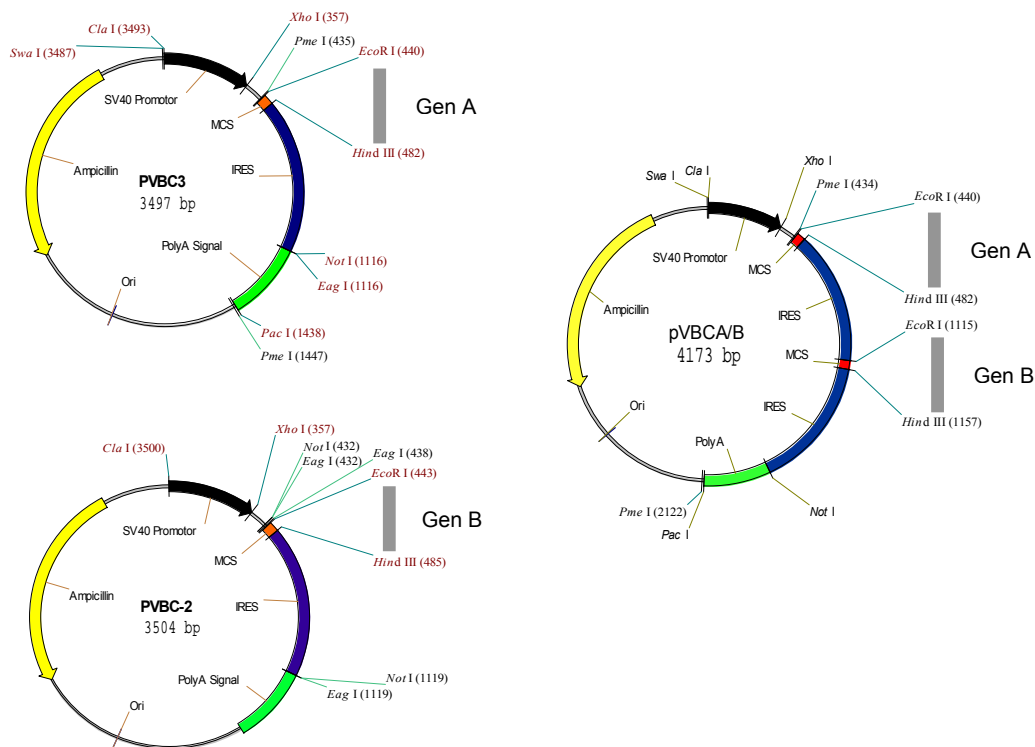 Xho I (357)
Cla I (3493)
Pme I (435)
Swa I (3487)
EcoR I (440)
SV40 Promotor
Gen A
MCS
Hind III (482)
Ampicillin
IRES
PVBC3
3497 bp
PolyA Signal
Not I (1116)
Ori
Eag I (1116)
Pac I (1438)
Pme I (1447)
Xho I (357)
Cla I (3500)
Not I (432)
Eag I (432)
Eag I (438)
EcoR I (443)
SV40 Promotor
Gen B
MCS
Hind III (485)
Ampicillin
IRES
PVBC-2
3504 bp
PolyA Signal
Not I (1119)
Eag I (1119)
Ori
Xho I
Cla I
Swa I
Pme I (434)
EcoR I (440)
SV40 Promotor
Gen A
MCS
Hind III (482)
Ampicillin
IRES
EcoR I (1115)
pVBCA/B
4173 bp
MCS
Gen B
Hind III (1157)
Ori
IRES
PolyA
Pme I (2122)
Not I
Pac I